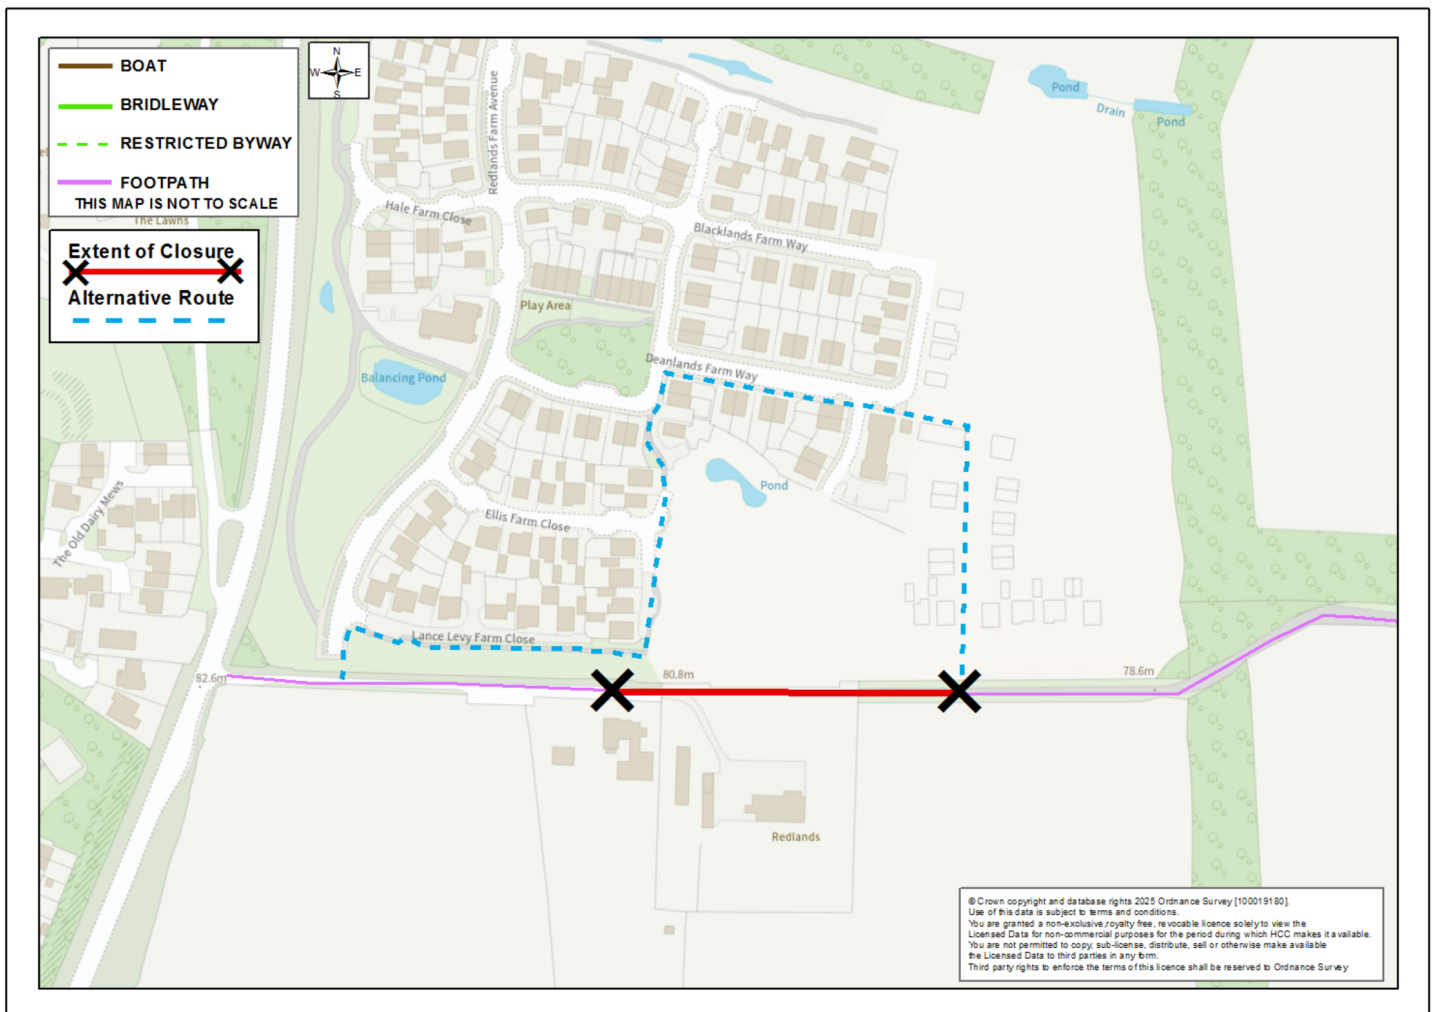 BOAT
BRIDLEWAY
RESTRICTED BYWAY
FOOTPATH
THIS MAP IS NOT TO SCALE
N
W E
S
Extent of Closure
Alternative Route
The Lawns
Redlands Farm Avenue
Hale Farm Close
Blacklands Farm Way
Pond
Drain
Pond
Play Area
Deanlands Farm Way
Balancing Pond
Pond
The Old Dairy Mews
Ellis Farm Close
Lance Levy Farm Close
82.6m
80.8m
78.6m
Redlands
© Crown copyright and database rights 2025 Ordnance Survey [100019180].
Use of this data is subject to terms and conditions.
You are granted a non-exclusive,royalty free, revocable licence solely to view the
Licensed Data for non-commercial purposes for the period during which HCC makes it available.
You are not permitted to copy, sub-license, distribute, sell or otherwise make available
the Licensed Data to third parties in any form.
Third party rights to enforce the terms of this licence shall be reserved to Ordnance Survey